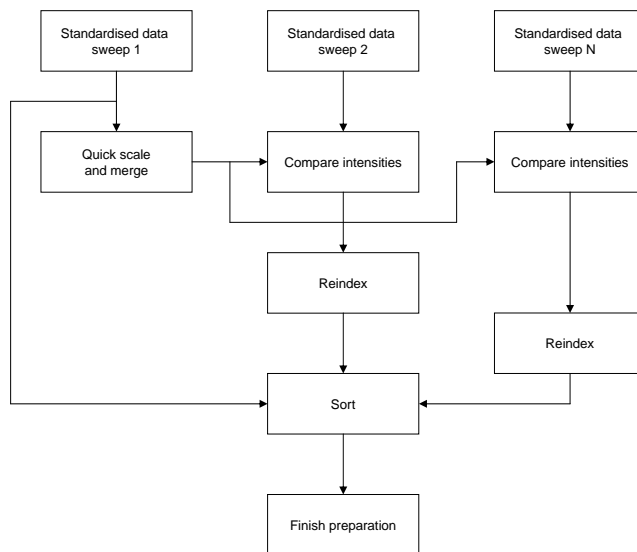 Standardised data
sweep 1
Standardised data
sweep 2
Standardised data
sweep N
Quick scale
and merge
Compare intensities
Compare intensities
Reindex
Reindex
Sort
Finish preparation